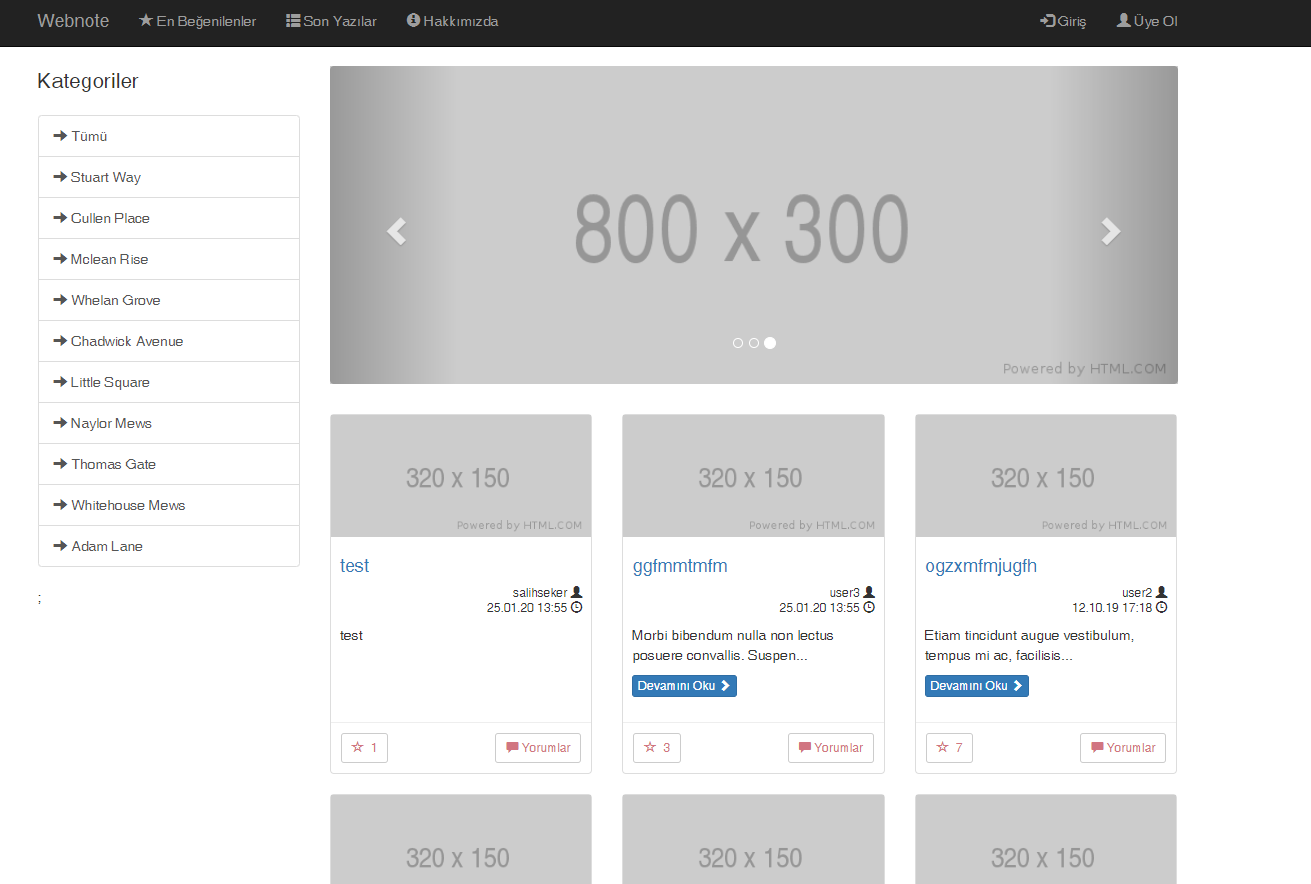 Webnote
En Beğenilenler
Son Yazılar
Hakkımızda
Giriş
Üye Ol
Kategoriler
Tümü
Stuart Way
Cullen Place
Mclean Rise
Whelan Grove
Chadwick Avenue
Little Square
Naylor Mews
Thomas Gate
Whitehouse Mews
Adam Lane
;
800 x 300
Powered by HTML.COM
320 x 150
Powered by HTML.COM
test
salihseker
25.01.20 13:55
test
1
Yorumlar
320 x 150
Powered by HTML.COM
ggfmmtmfm
user3
25.01.20 13:55
Morbi bibendum nulla non lectus
posuere convallis. Suspen...
Devamını Oku
3
Yorumlar
320 x 150
Powered by HTML.COM
ogzxmfmjugfh
user2
12.10.19 17:18
Etiam tincidunt augue vestibulum,
tempus mi ac, facilisis...
Devamını Oku
7
Yorumlar
320 x 150
320 x 150
320 x 150